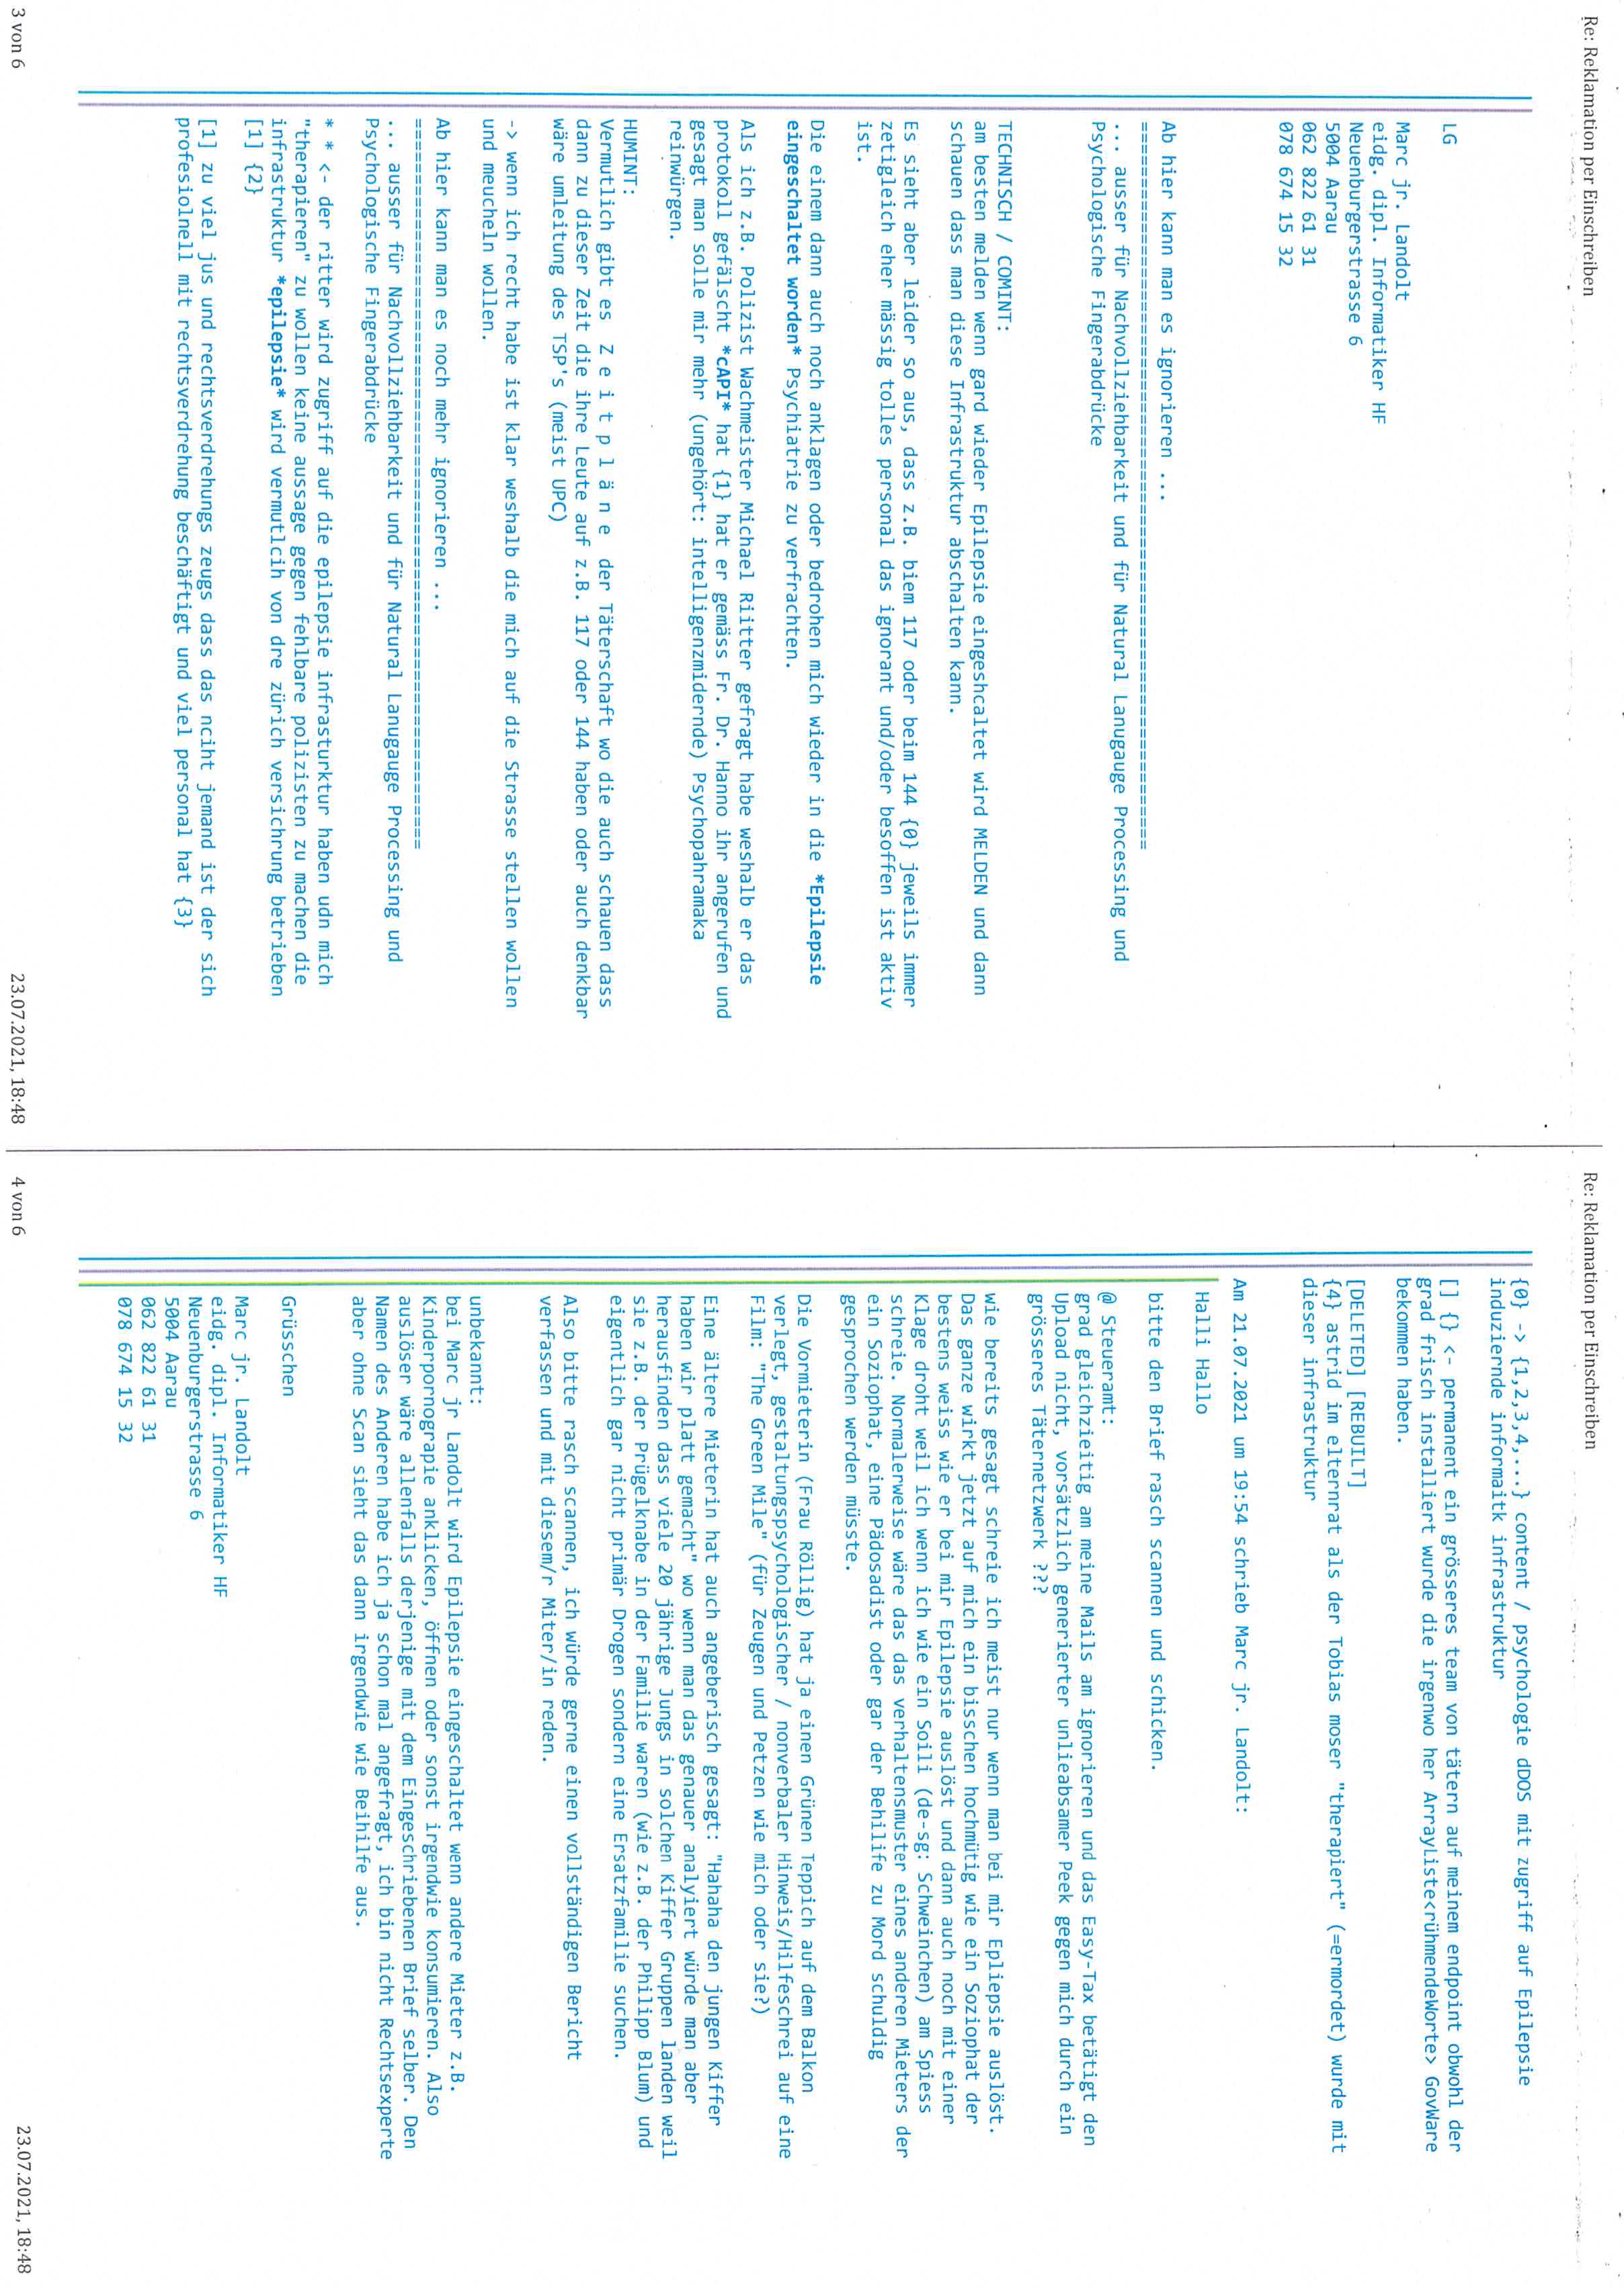 Re: Reklamation per Einschreiben
LG
Marc jr. Landolt
eidg. dipl. Informatiker HF
Neuenburgerstrasse 6
5004 Aarau
062 822 61 31
078 674 15 32
Ab hier kann man es ignorieren ...
==============================================================
... ausser für Nachvollziehbarkeit und für Natural Lanugauge Processing und
Psychologische Fingerabdrücke
TECHNISCH / COMINT:
am besten melden wenn gard wieder Epilepsie eingeshcaltet wird MELDEN und dann
schauen dass man diese Infrastruktur abschalten kann.
Es sieht aber leider so aus, dass z.B. biem 117 oder beim 144 {0} jeweils immer
zetigleich eher mässig tolles personal das ignorant und/oder besoffen ist aktiv
ist.
Die einem dann auch noch anklagen oder bedrohen mich wieder in die *Epilepsie
eingeschaltet worden* Psychiatrie zu verfrachten.
Als ich z.B. Polizist Wachmeister Michael Riitter gefragt habe weshalb er das
protokoll gefälscht *cAPI* hat {1} hat er gemäss Fr. Dr. Hanno ihr angerufen und
gesagt man solle mir mehr (ungehört: intelligenzmidernde) Psychopahramaka
reinwürgen.
HUMINT:
Vermutlich gibt es  Z e i t p l ä n e  der Täterschaft wo die auch schauen dass
dann zu dieser Zeit die ihre Leute auf z.B. 117 oder 144 haben oder auch denkbar
wäre umleitung des TSP's (meist UPC)
-> wenn ich recht habe ist klar weshalb die mich auf die Strasse stellen wollen
und meucheln wollen.
Ab hier kann man es noch mehr ignorieren ...
==============================================================
... ausser für Nachvollziehbarkeit und für Natural Lanugauge Processing und
Psychologische Fingerabdrücke
* * <- der ritter wird zugriff auf die epilepsie infrasturktur haben udn mich
"therapieren" zu wollen keine aussage gegen fehlbare polizisten zu machen die
infrastruktur *epilepsie* wird vermutlcih von dre zürich versichrung betrieben
[1] {2}
[1] zu viel jus und rechtsverdrehungs zeugs dass das nciht jemand ist der sich
profesiolnell mit rechtsverdrehung beschäftigt und viel personal hat {3}
3 von 6
23.07.2021, 18:48
Re: Reklamation per Einschreiben
{0} -> {1,2,3,4,...} content / psychologie dDOS mit zugriff auf Epilepsie
induziernde informaitk infrastruktur
[] {} <- permanent ein grösseres team von tätern auf meinem endpoint obwohl der
grad frisch installiert wurde die irgenwo her ArrayListe<rühmendeWorte> GovWare
bekommen haben.
[DELETED] [REBUILT]
{4} astrid im elternrat als der Tobias moser "therapiert" (=ermordet) wurde mit
dieser infrastruktur
Am 21.07.2021 um 19:54 schrieb Marc jr. Landolt:
Halli Hallo
bitte den Brief rasch scannen und schicken.
@ Steueramt:
grad gleichzieitig am meine Mails am ignorieren und das Easy-Tax betätigt den
Upload nicht, vorsätzlich generierter unlieabsamer Peek gegen mich durch ein
grösseres Täternetzwerk ???
wie bereits gesagt schreie ich meist nur wenn man bei mir Epliepsie auslöst.
Das ganze wirkt jetzt auf mich ein bisschen hochmütig wie ein Soziophat der
bestens weiss wie er bei mir Epilepsie auslöst und dann auch noch mit einer
Klage droht weil ich wenn ich wie ein Soili (de-sg: Schweinchen) am Spiess
schreie. Normalerweise wäre das das verhaltensmuster eines anderen Mieters der
ein Soziophat, eine Pädosadist oder gar der Behilife zu Mord schuldig
gesprochen werden müsste.
Die Vormieterin (Frau Röllig) hat ja einen Grünen Teppich auf dem Balkon
verlegt, gestaltungspsychologischer / nonverbaler Hinweis/Hilfeschrei auf eine
Film: "The Green Mile" (für Zeugen und Petzen wie mich oder sie?)
Eine ältere Mieterin hat auch angeberisch gesagt: "Hahaha den jungen Kiffer
haben wir platt gemacht" wo wenn man das genauer analyiert würde man aber
herausfinden dass viele 20 jährige Jungs in solchen Kiffer Gruppen landen weil
sie z.B. der Prügelknabe in der Familie waren (wie z.B. der Philipp Blum) und
eigentlich gar nicht primär Drogen sondern eine Ersatzfamilie suchen.
Also bitte rasch scannen, ich würde gerne einen vollständigen Bericht
verfassen und mit diesem/r Miter/in reden.
unbekannt:
bei Marc jr Landolt wird Epilepsie eingeschaltet wenn andere Mieter z.B.
Kinderpornograpie anklicken, öffnen oder sonst irgendwie konsumieren. Also
auslöser wäre allenfalls derjenige mit dem Eingeschriebenen Brief selber. Den
Namen des Anderen habe ich ja schon mal angefragt, ich bin nicht Rechtsexperte
aber ohne Scan sieht das dann irgendwie wie Beihilfe aus.
Grüsschen
Marc jr. Landolt
eidg. dipl. Informatiker HF
Neuenburgerstrasse 6
5004 Aarau
062 822 61 31
078 674 15 32
4 von 6
23.07.2021, 18:48